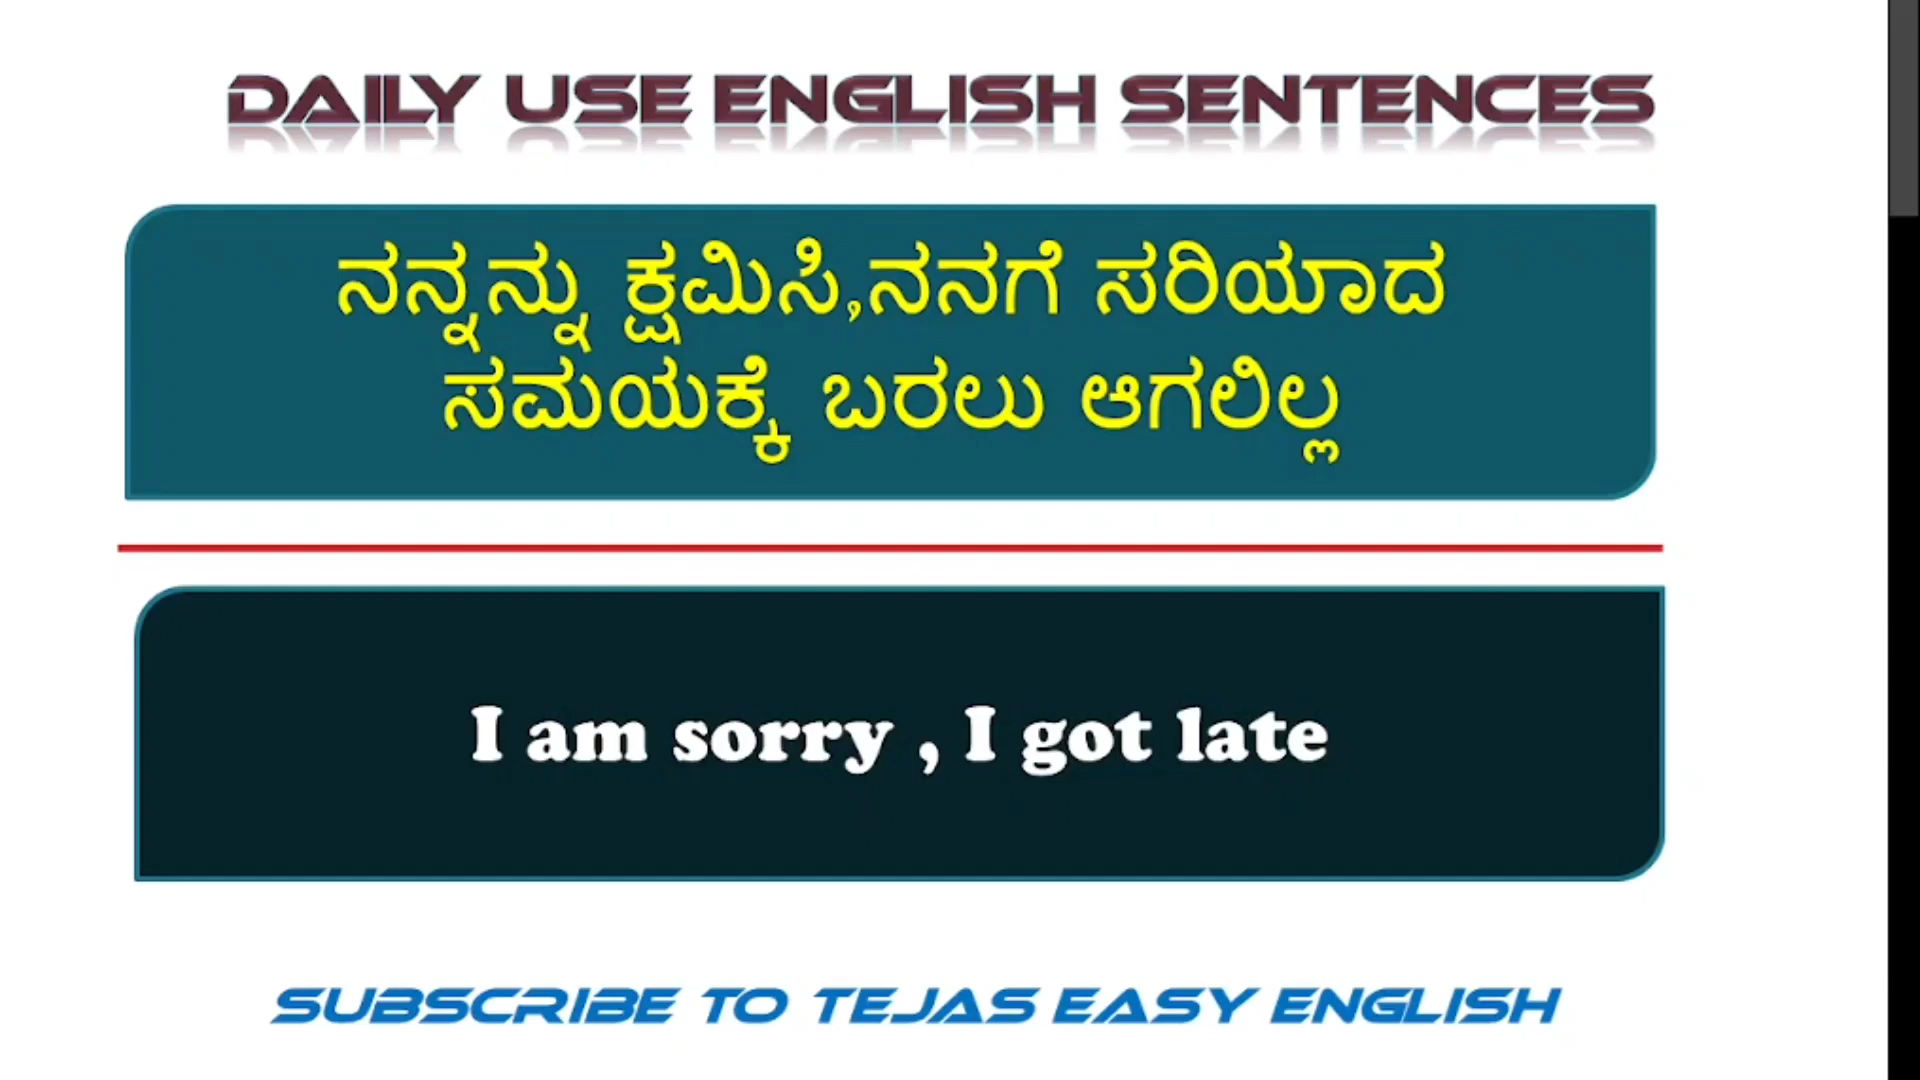 DAILY USE ENGLISH SENTENCES
ನನ್ನನ್ನು ಕ್ಷಮಿಸಿ,ನನಗೆ ಸರಿಯಾದ
ಸಮಯಕ್ಕೆ ಬರಲು ಆಗಲಿಲ್ಲ
I am sorry , I got late
SUBSCRIBE TO TEJAS EASY ENGLISH